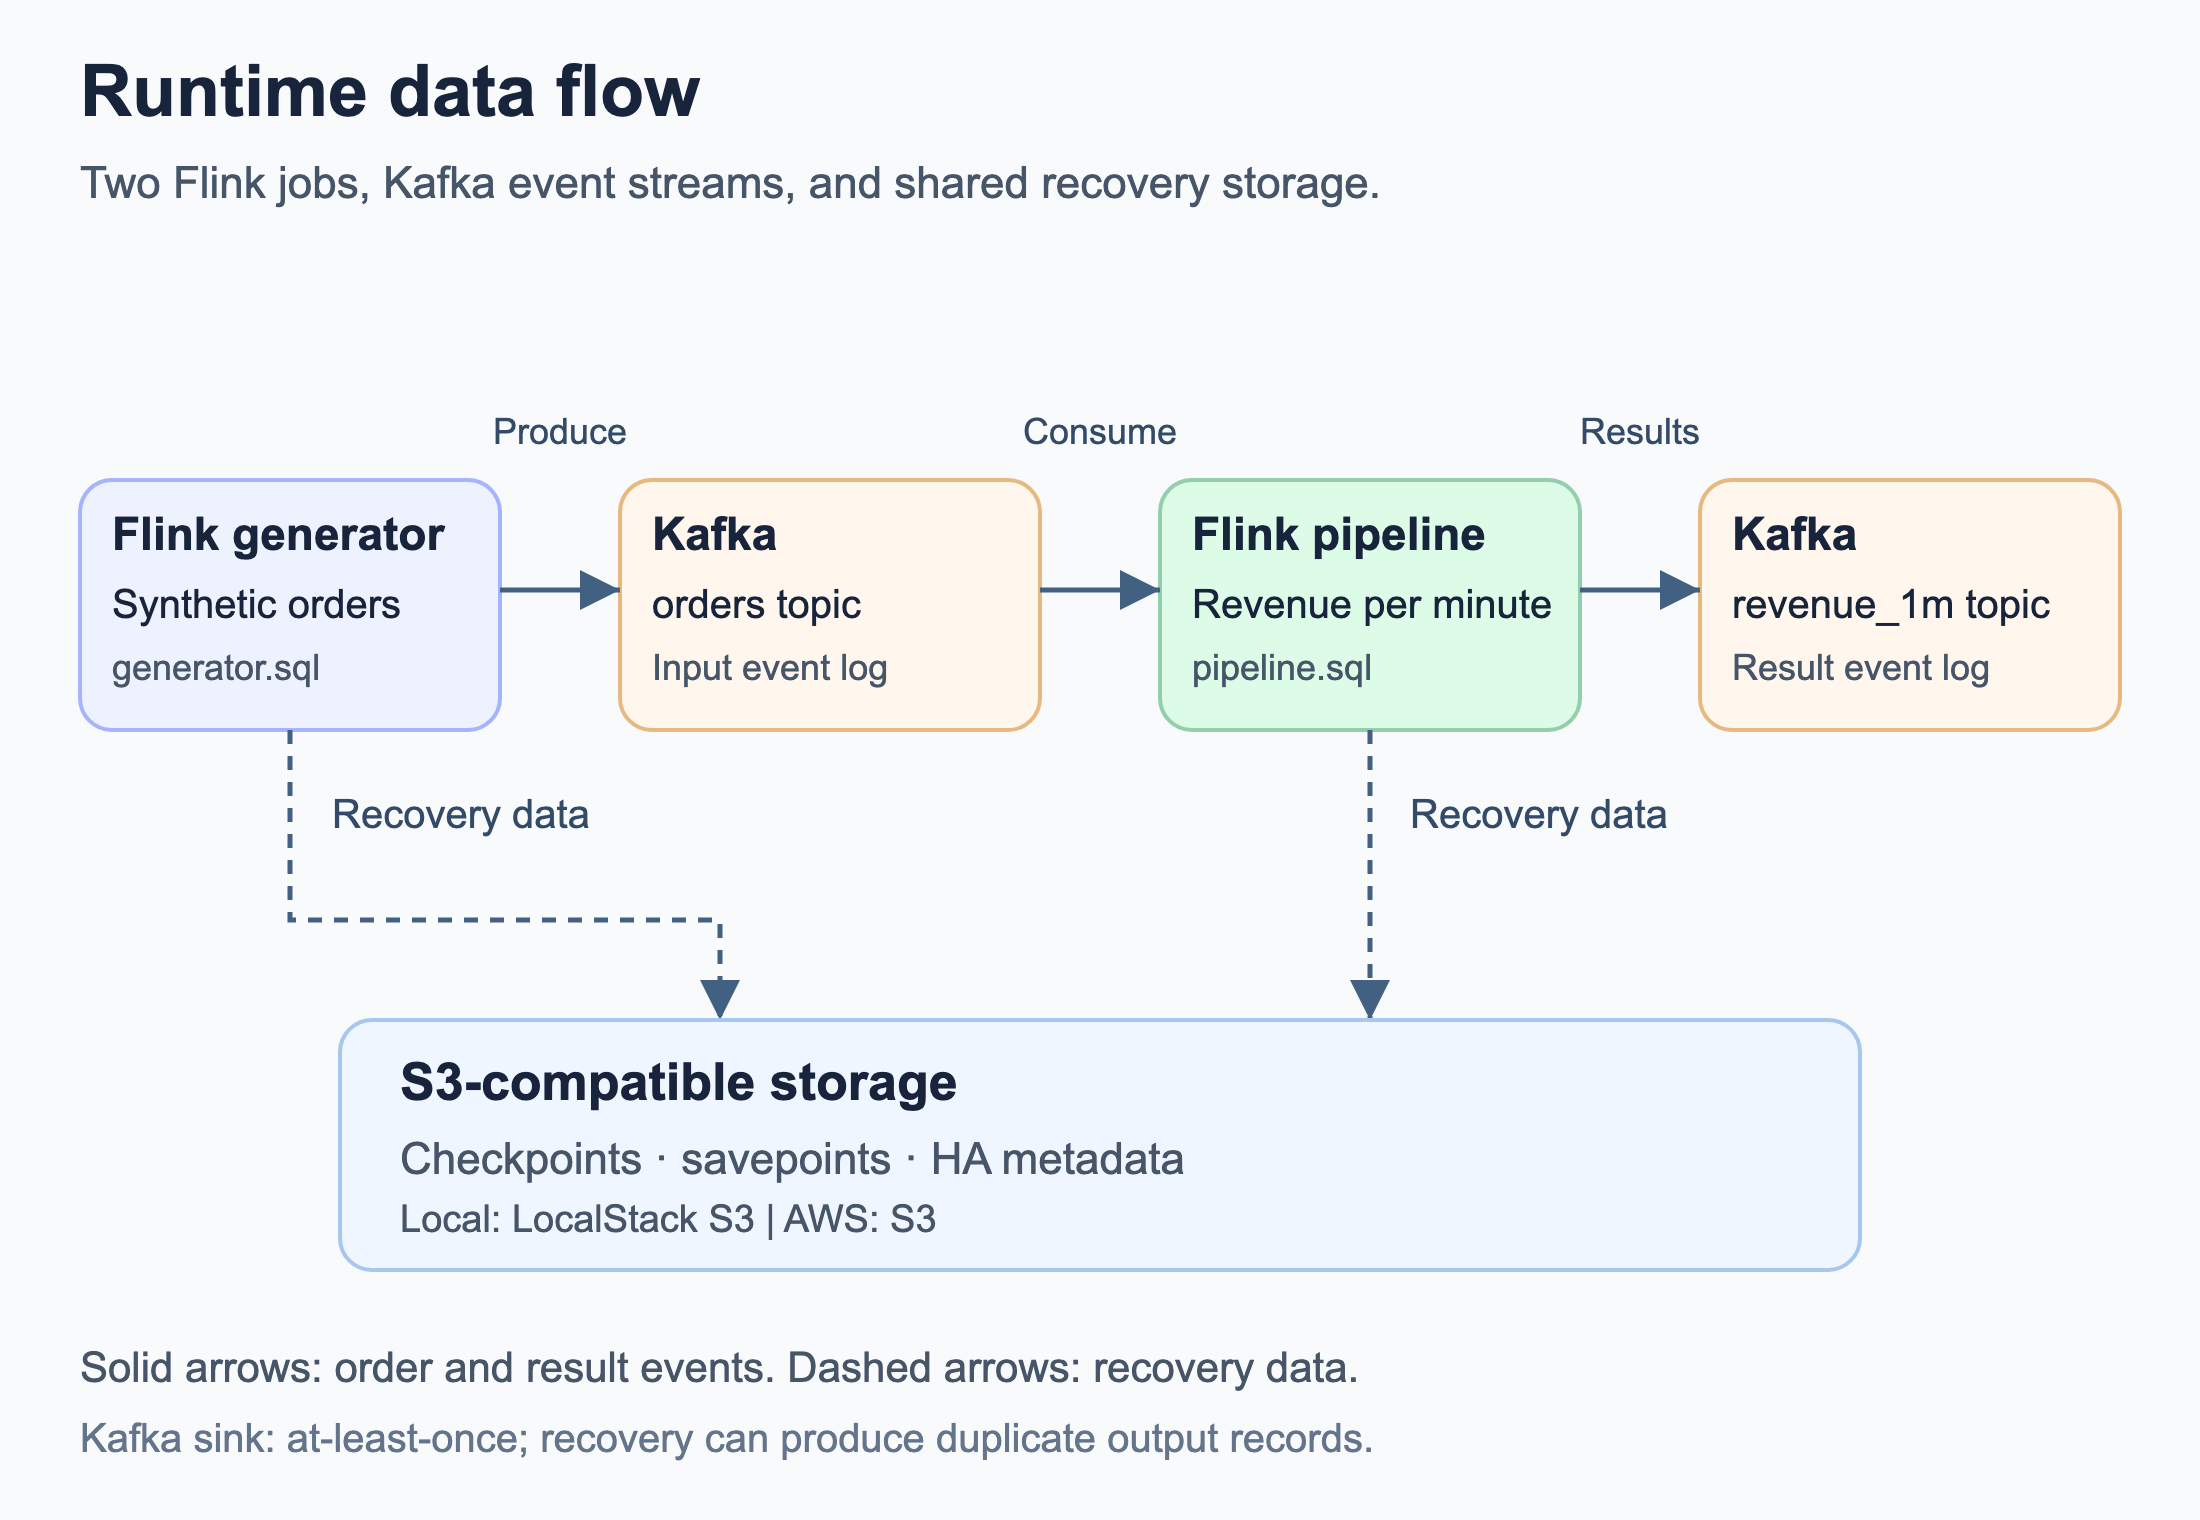 Runtime data flow
Two Flink jobs, Kafka event streams, and shared recovery storage.
Produce
Consume
Results
Flink generator
Synthetic orders
generator.sql
Kafka
orders topic
Input event log
Flink pipeline
Revenue per minute
pipeline.sql
Kafka
revenue_1m topic
Result event log
Recovery data
Recovery data
S3-compatible storage
Checkpoints · savepoints · HA metadata
Local: LocalStack S3 | AWS: S3
Solid arrows: order and result events. Dashed arrows: recovery data.
Kafka sink: at-least-once; recovery can produce duplicate output records.